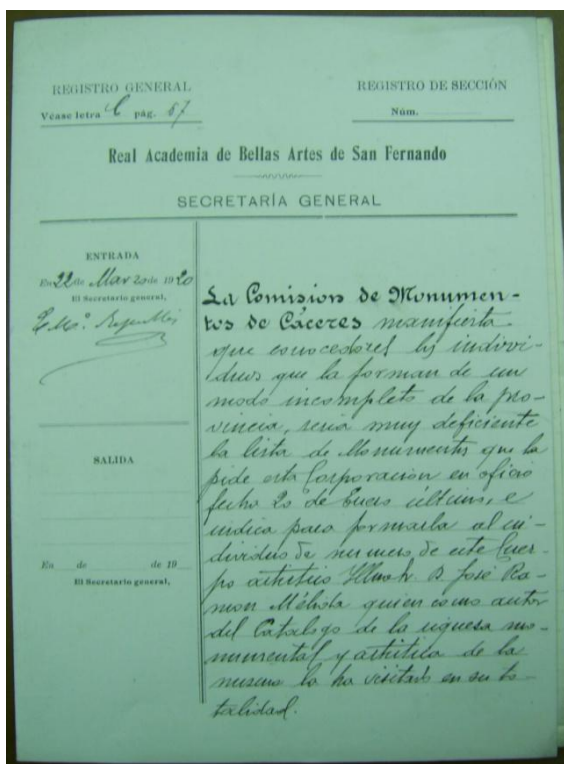 REGISTRO GENERAL
Véase letra C pág. 57
REGISTRO DE SECCIÓN
Núm.
Real Academia de Bellas Artes de San Fernando
SECRETARÍA GENERAL
ENTRADA
En 22 de Marzo de 1920
El Secretario general,
SALIDA
En de de 19
El Secretario general,
La Comision de Monumen-
tos de Cáceres manifiesta
que conocedores los indivi-
duos que la forman de un
modo incompleto de la pro-
vincia, seria muy deficiente
la lista de Monumentos que la
pide esta Corporacion en oficio
fecha 20 de Enero último, e
indica para formarla al in-
dividuo de numero de este Cuer-
po artistico Illmo Sr. D. José Ra-
mon Mélida quien como autor
del Catalogo de la riqueza mo-
numental y artistica de la
misma la ha visitado en su to-
talidad.